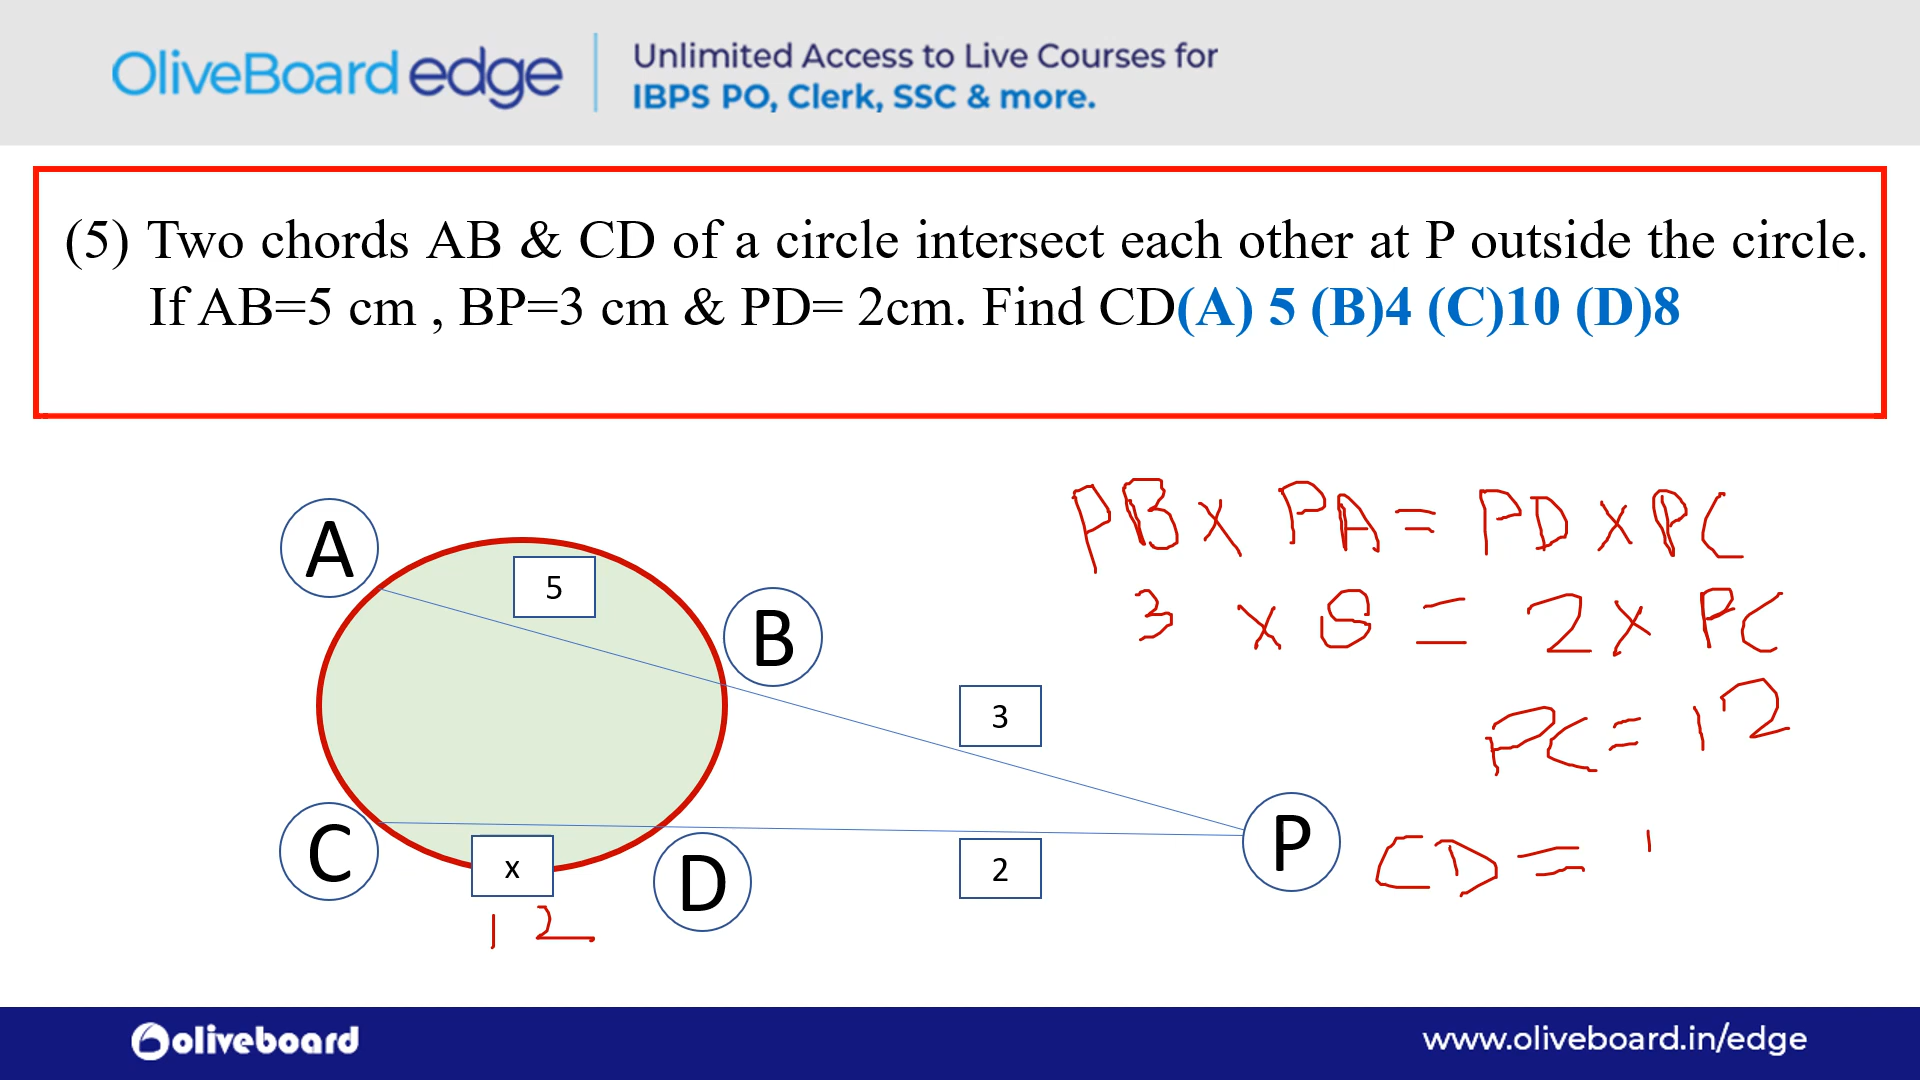 OliveBoard edge
Unlimited Access to Live Courses for
IBPS PO, Clerk, SSC & more.
(5) Two chords AB & CD of a circle intersect each other at P outside the circle.
If AB=5 cm , BP=3 cm & PD= 2cm. Find CD(A) 5 (B)4 (C)10 (D)8
A
5
B
3
C
x
D
2
P
12
PB x PA = PD x PC
3 x 8 = 2 x PC
PC = 12
CD = 1
oliveboard
www.oliveboard.in/edge